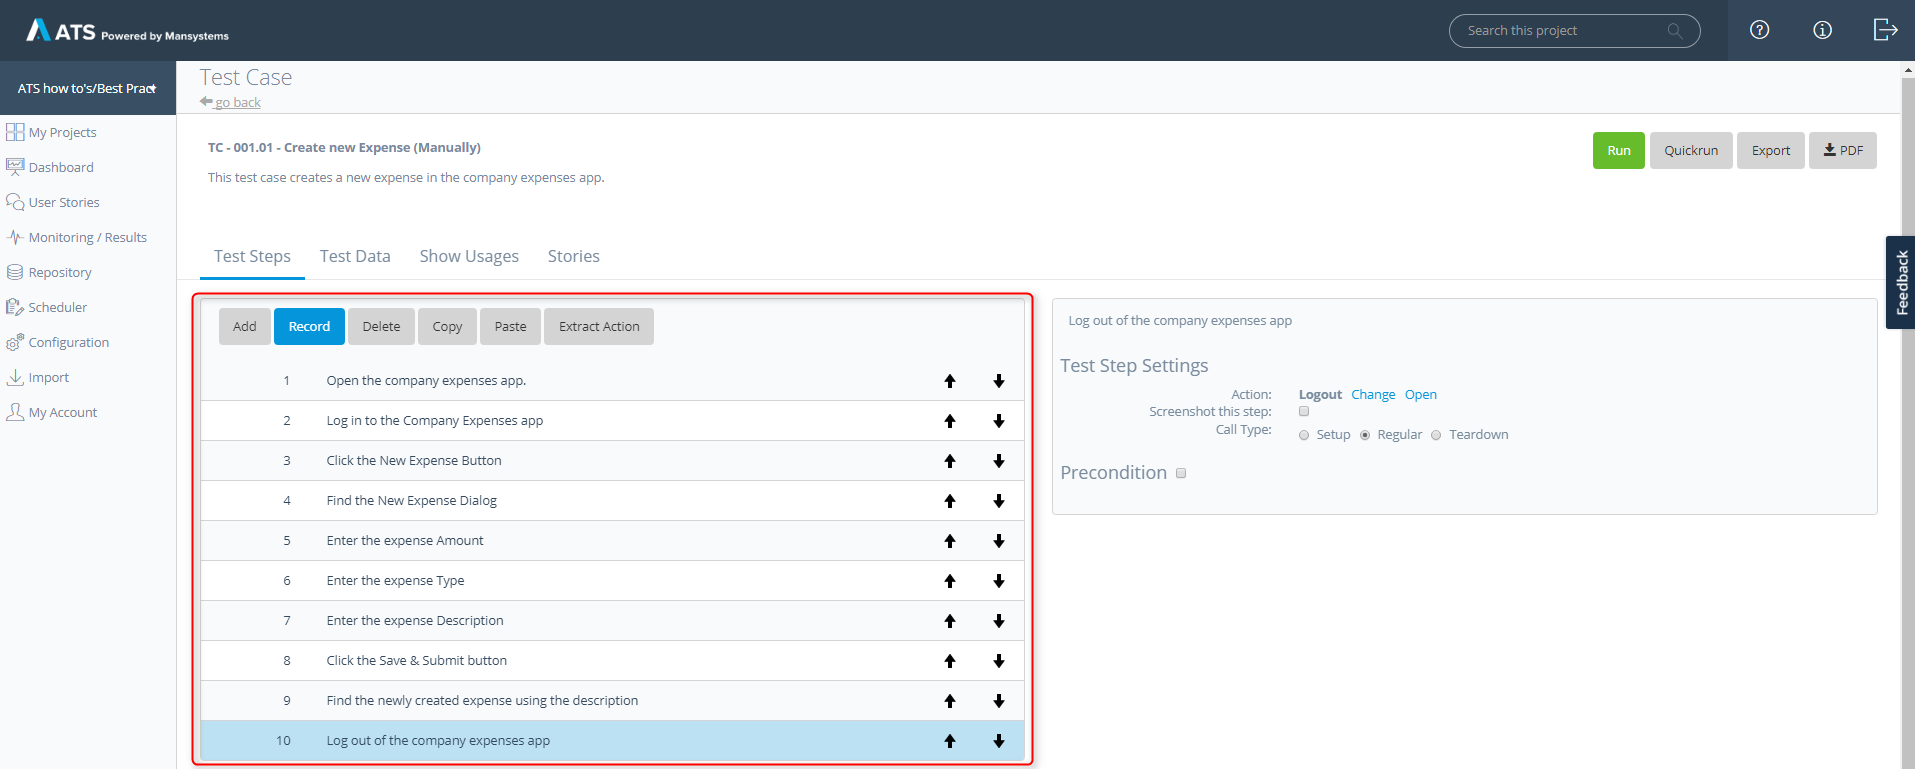 ATS Powered by Mansystems
Search this project
ATS how to's/Best Pract
My Projects
Dashboard
User Stories
Monitoring / Results
Repository
Scheduler
Configuration
Import
My Account
Test Case
go back
TC - 001.01 - Create new Expense (Manually)
This test case creates a new expense in the company expenses app.
Run Quickrun Export PDF
Test Steps Test Data Show Usages Stories
Add Record Delete Copy Paste Extract Action
1 Open the company expenses app.
2 Log in to the Company Expenses app
3 Click the New Expense Button
4 Find the New Expense Dialog
5 Enter the expense Amount
6 Enter the expense Type
7 Enter the expense Description
8 Click the Save & Submit button
9 Find the newly created expense using the description
10 Log out of the company expenses app
Log out of the company expenses app
Test Step Settings
Action: Logout Change Open
Screenshot this step:
Call Type: Setup Regular Teardown
Precondition
Feedback